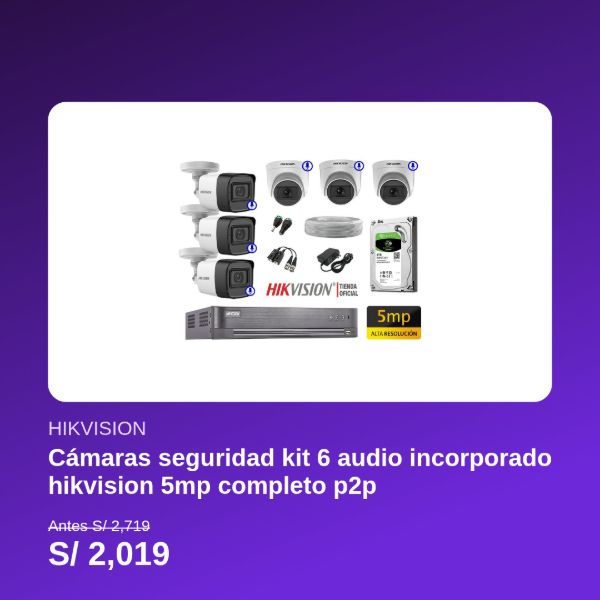 HIKVISION
TIENDA
OFICIAL
5mp
ALTA RESOLUCIÓN
HIKVISION
Cámaras seguridad kit 6 audio incorporado
hikvision 5mp completo p2p
Antes S/ 2,719
S/ 2,019